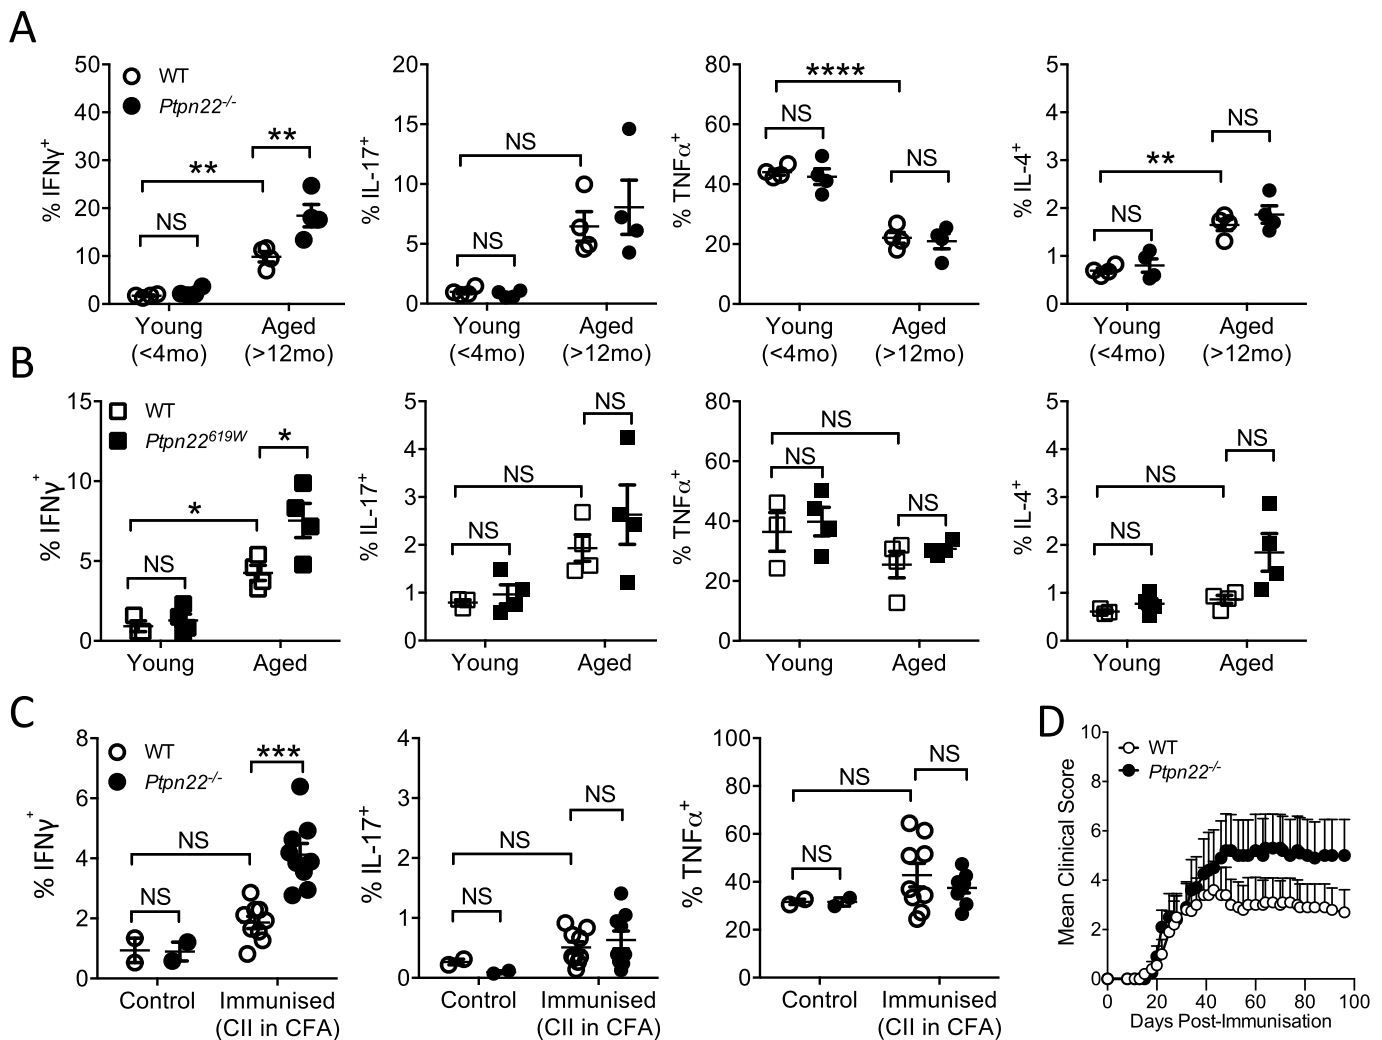 A
% IFNγ⁺
50
40
30
20
10
0
WT
Ptpn22⁻/⁻
NS
**
**
Young
(<4mo)
Aged
(>12mo)
% IL-17⁺
20
15
10
5
0
NS
NS
Young
(<4mo)
Aged
(>12mo)
% TNFα⁺
80
60
40
20
0
****
NS
NS
Young
(<4mo)
Aged
(>12mo)
% IL-4⁺
5
4
3
2
1
0
NS
**
NS
Young
(<4mo)
Aged
(>12mo)
B
% IFNγ⁺
15
10
5
0
WT
Ptpn22⁶¹⁹ᵂ
*
*
NS
Young
Aged
% IL-17⁺
5
4
3
2
1
0
NS
NS
NS
Young
Aged
% TNFα⁺
80
60
40
20
0
NS
NS
NS
Young
Aged
% IL-4⁺
5
4
3
2
1
0
NS
NS
NS
Young
Aged
C
% IFNγ⁺
8
6
4
2
0
WT
Ptpn22⁻/⁻
***
NS
NS
Control
Immunised
(CII in CFA)
% IL-17⁺
4
3
2
1
0
NS
NS
NS
Control
Immunised
(CII in CFA)
% TNFα⁺
100
80
60
40
20
0
NS
NS
NS
Control
Immunised
(CII in CFA)
D
Mean Clinical Score
10
8
6
4
2
0
WT
Ptpn22⁻/⁻
0 20 40 60 80 100
Days Post-Immunisation